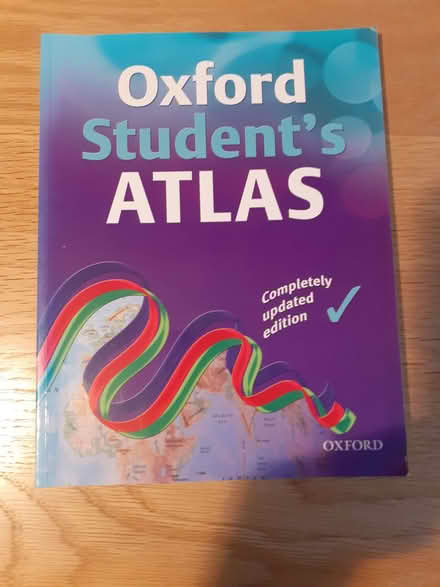 Oxford
Student's
ATLAS
Completely
updated
edition
OXFORD